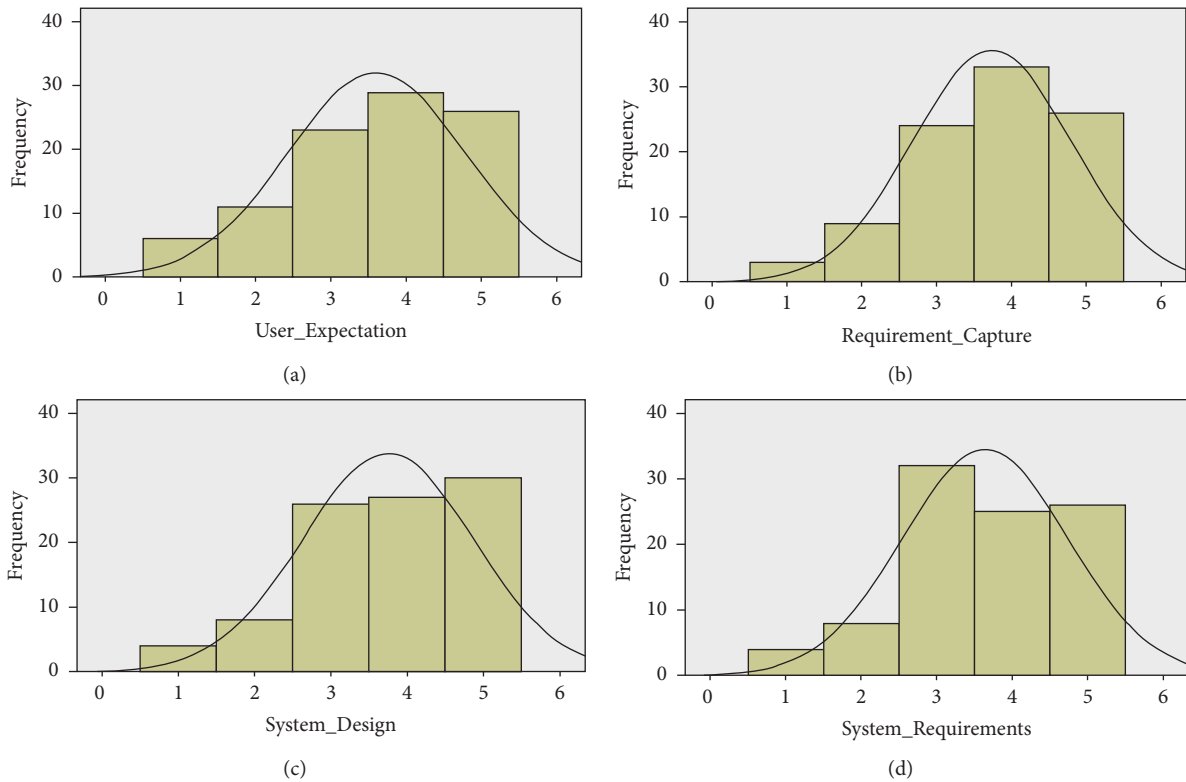 40
30
20
10
0
Frequency
0 1 2 3 4 5 6
User_Expectation
(a)
40
30
20
10
0
Frequency
0 1 2 3 4 5 6
Requirement_Capture
(b)
40
30
20
10
0
Frequency
0 1 2 3 4 5 6
System_Design
(c)
40
30
20
10
0
Frequency
0 1 2 3 4 5 6
System_Requirements
(d)